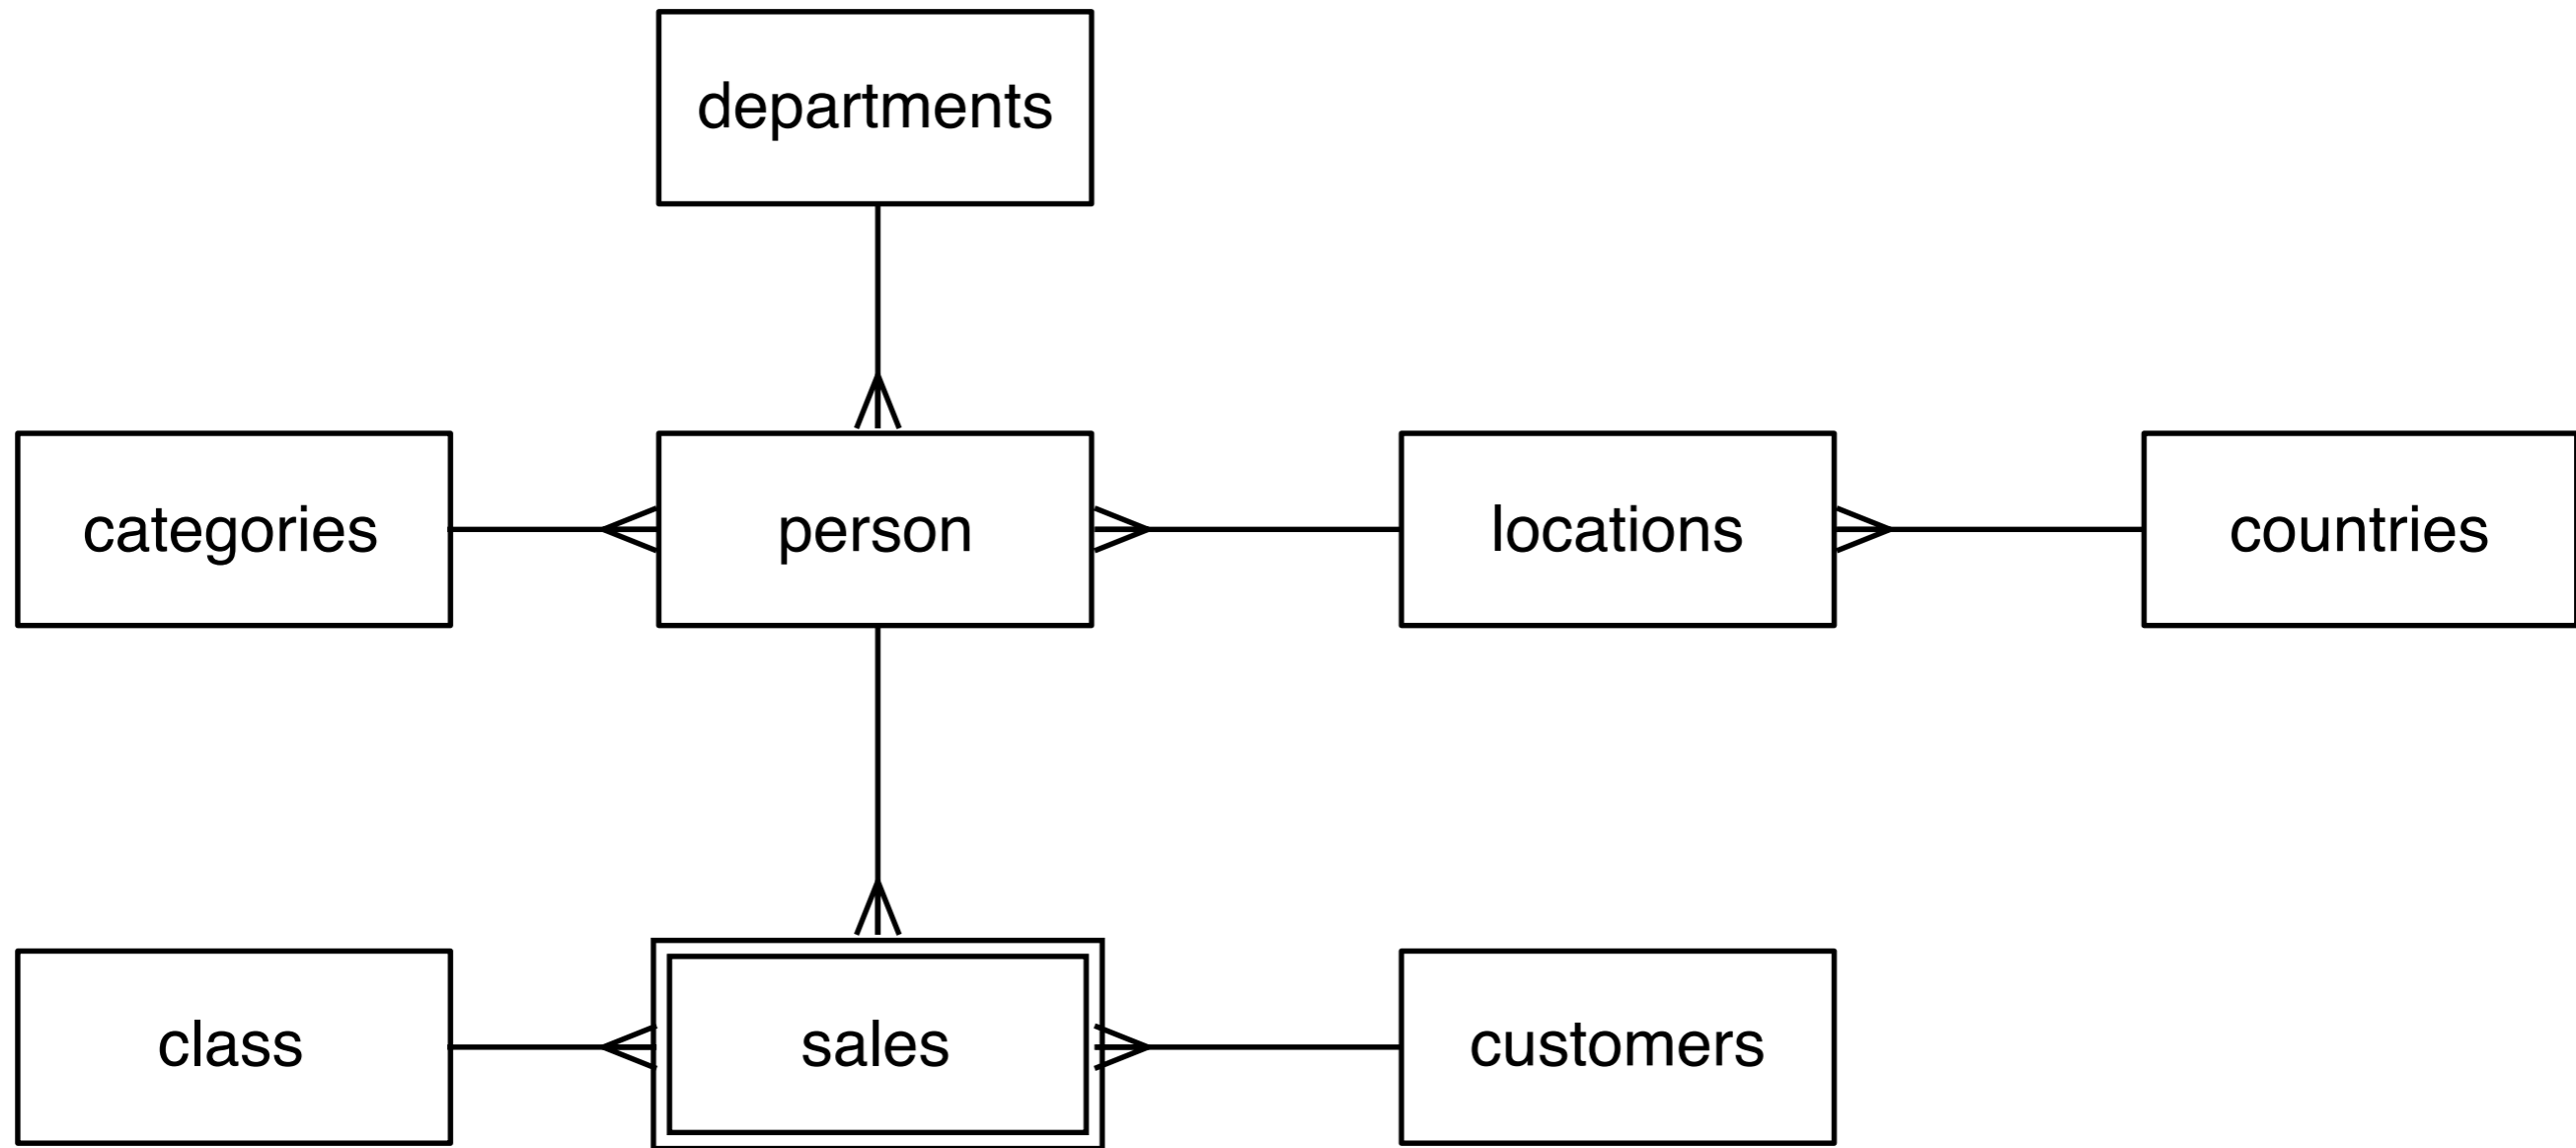 departments
categories
person
locations
countries
class
sales
customers